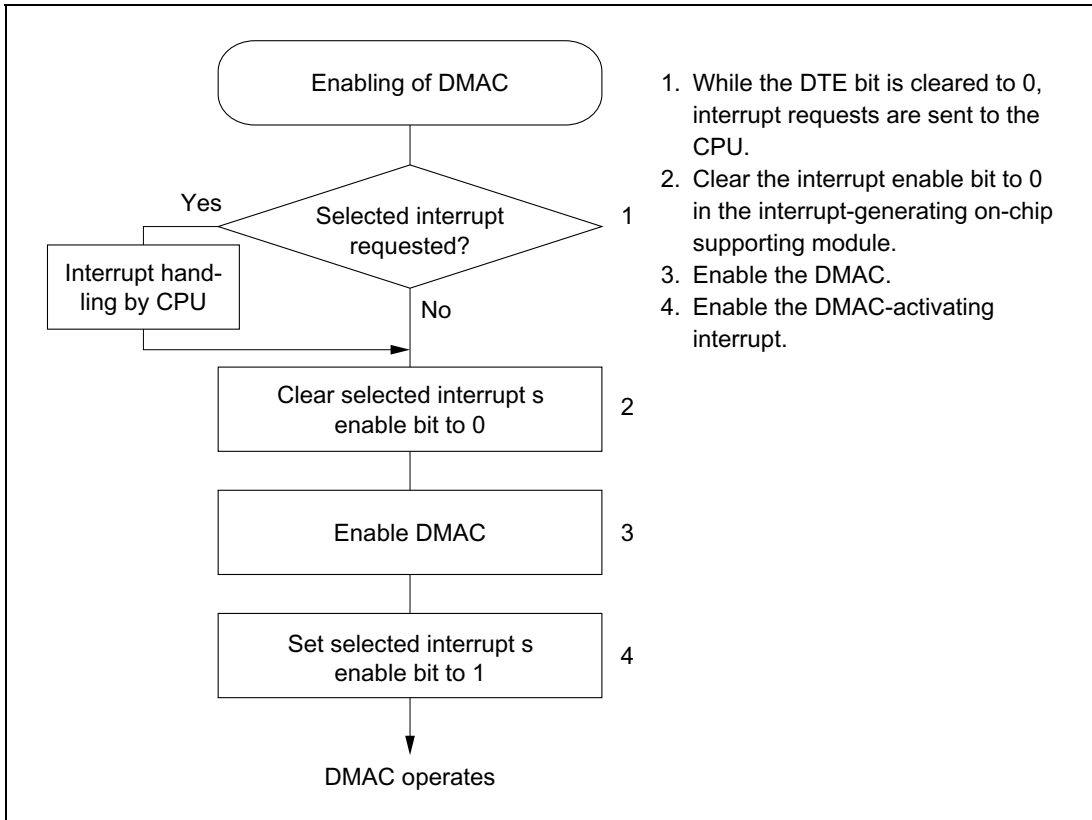 Enabling of DMAC
Selected interrupt
requested?
1
Yes
Interrupt hand-
ling by CPU
No
Clear selected interrupt s
enable bit to 0
2
Enable DMAC
3
Set selected interrupt s
enable bit to 1
4
DMAC operates
1. While the DTE bit is cleared to 0,
interrupt requests are sent to the
CPU.
2. Clear the interrupt enable bit to 0
in the interrupt-generating on-chip
supporting module.
3. Enable the DMAC.
4. Enable the DMAC-activating
interrupt.